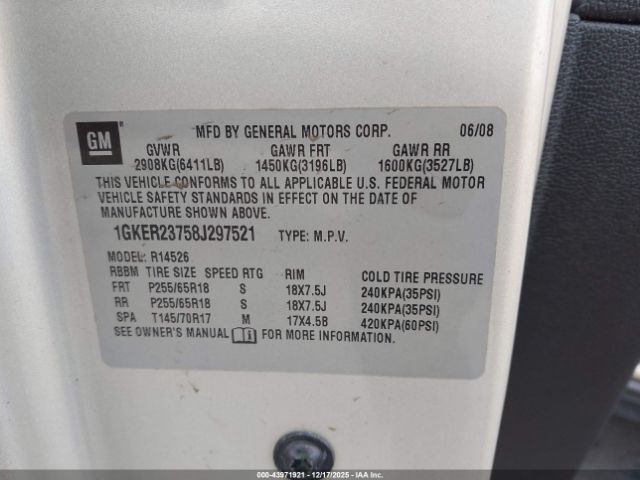 GM
MFD BY GENERAL MOTORS CORP. 06/08
GVWR GAWR FRT GAWR RR
2908KG(6411LB) 1450KG(3196LB) 1600KG(3527LB)
THIS VEHICLE CONFORMS TO ALL APPLICABLE U.S. FEDERAL MOTOR
VEHICLE SAFETY STANDARDS IN EFFECT ON THE DATE OF
MANUFACTURE SHOWN ABOVE.
1GKER23758J297521 TYPE: M.P.V.
MODEL: R14526
RBBM TIRE SIZE SPEED RTG RIM COLD TIRE PRESSURE
FRT P255/65R18 S 18X7.5J 240KPA(35PSI)
RR P255/65R18 S 18X7.5J 240KPA(35PSI)
SPA T145/70R17 M 17X4.5B 420KPA(60PSI)
SEE OWNER'S MANUAL FOR MORE INFORMATION.
000-43971921 - 12/17/2025 - IAAI.COM